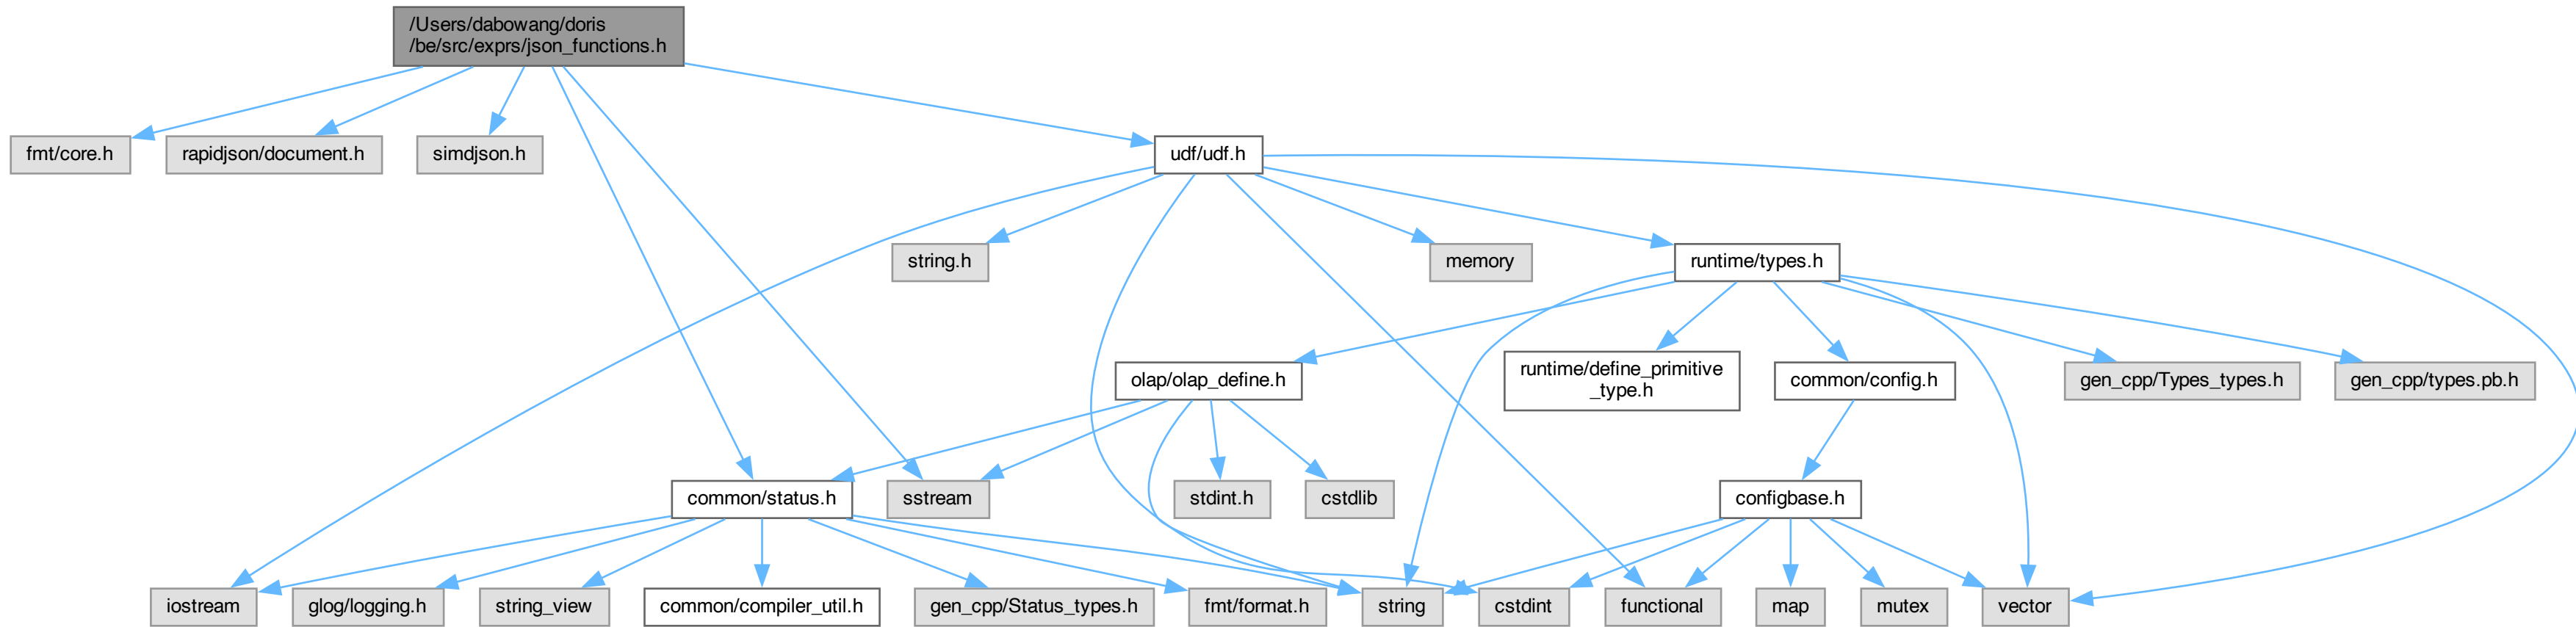 /Users/dabowang/doris
/be/src/exprs/json_functions.h
fmt/core.h
rapidjson/document.h
simdjson.h
udf/udf.h
string.h
memory
runtime/types.h
olap/olap_define.h
runtime/define_primitive
_type.h
common/config.h
gen_cpp/Types_types.h
gen_cpp/types.pb.h
common/status.h
sstream
stdint.h
cstdlib
configbase.h
iostream
glog/logging.h
string_view
common/compiler_util.h
gen_cpp/Status_types.h
fmt/format.h
string
cstdint
functional
map
mutex
vector